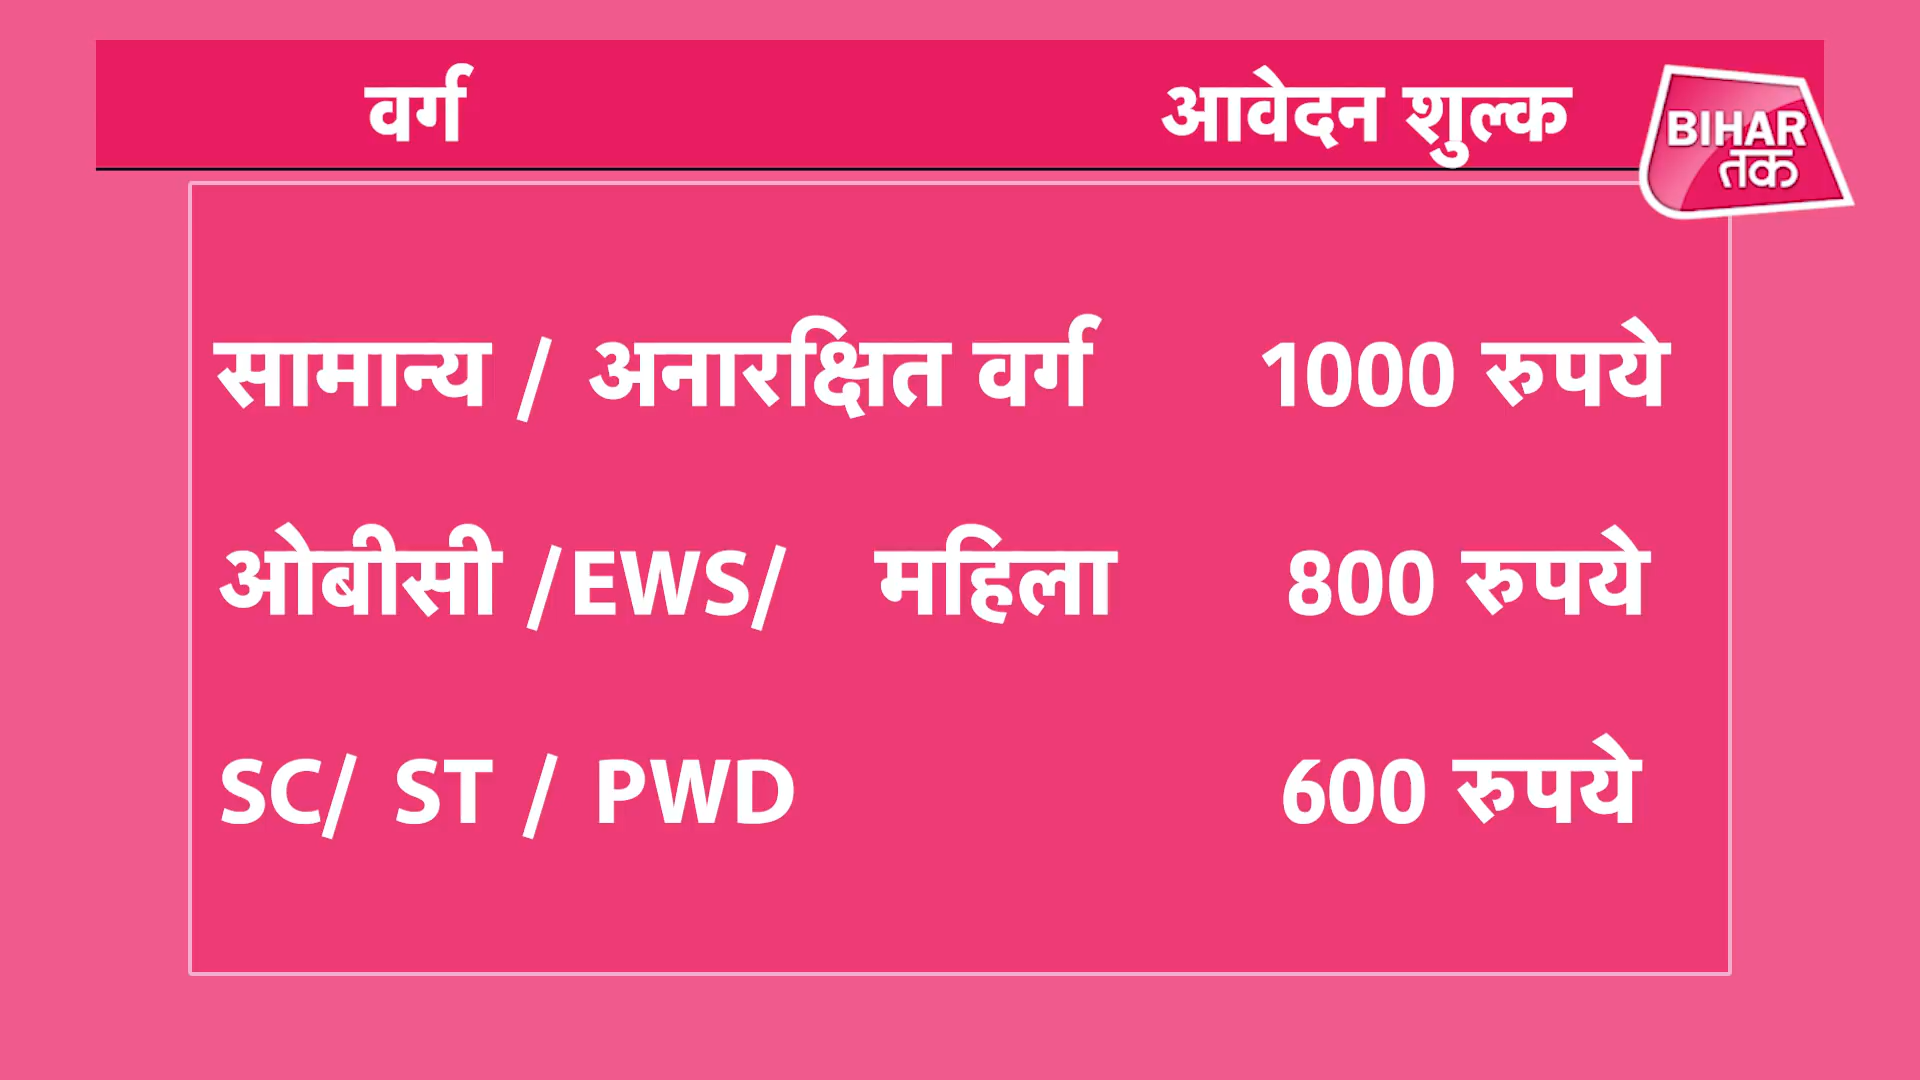 वर्ग आवेदन शुल्क
BIHAR
तक
सामान्य / अनारक्षित वर्ग 1000 रुपये
ओबीसी /EWS/ महिला 800 रुपये
SC/ ST / PWD 600 रुपये